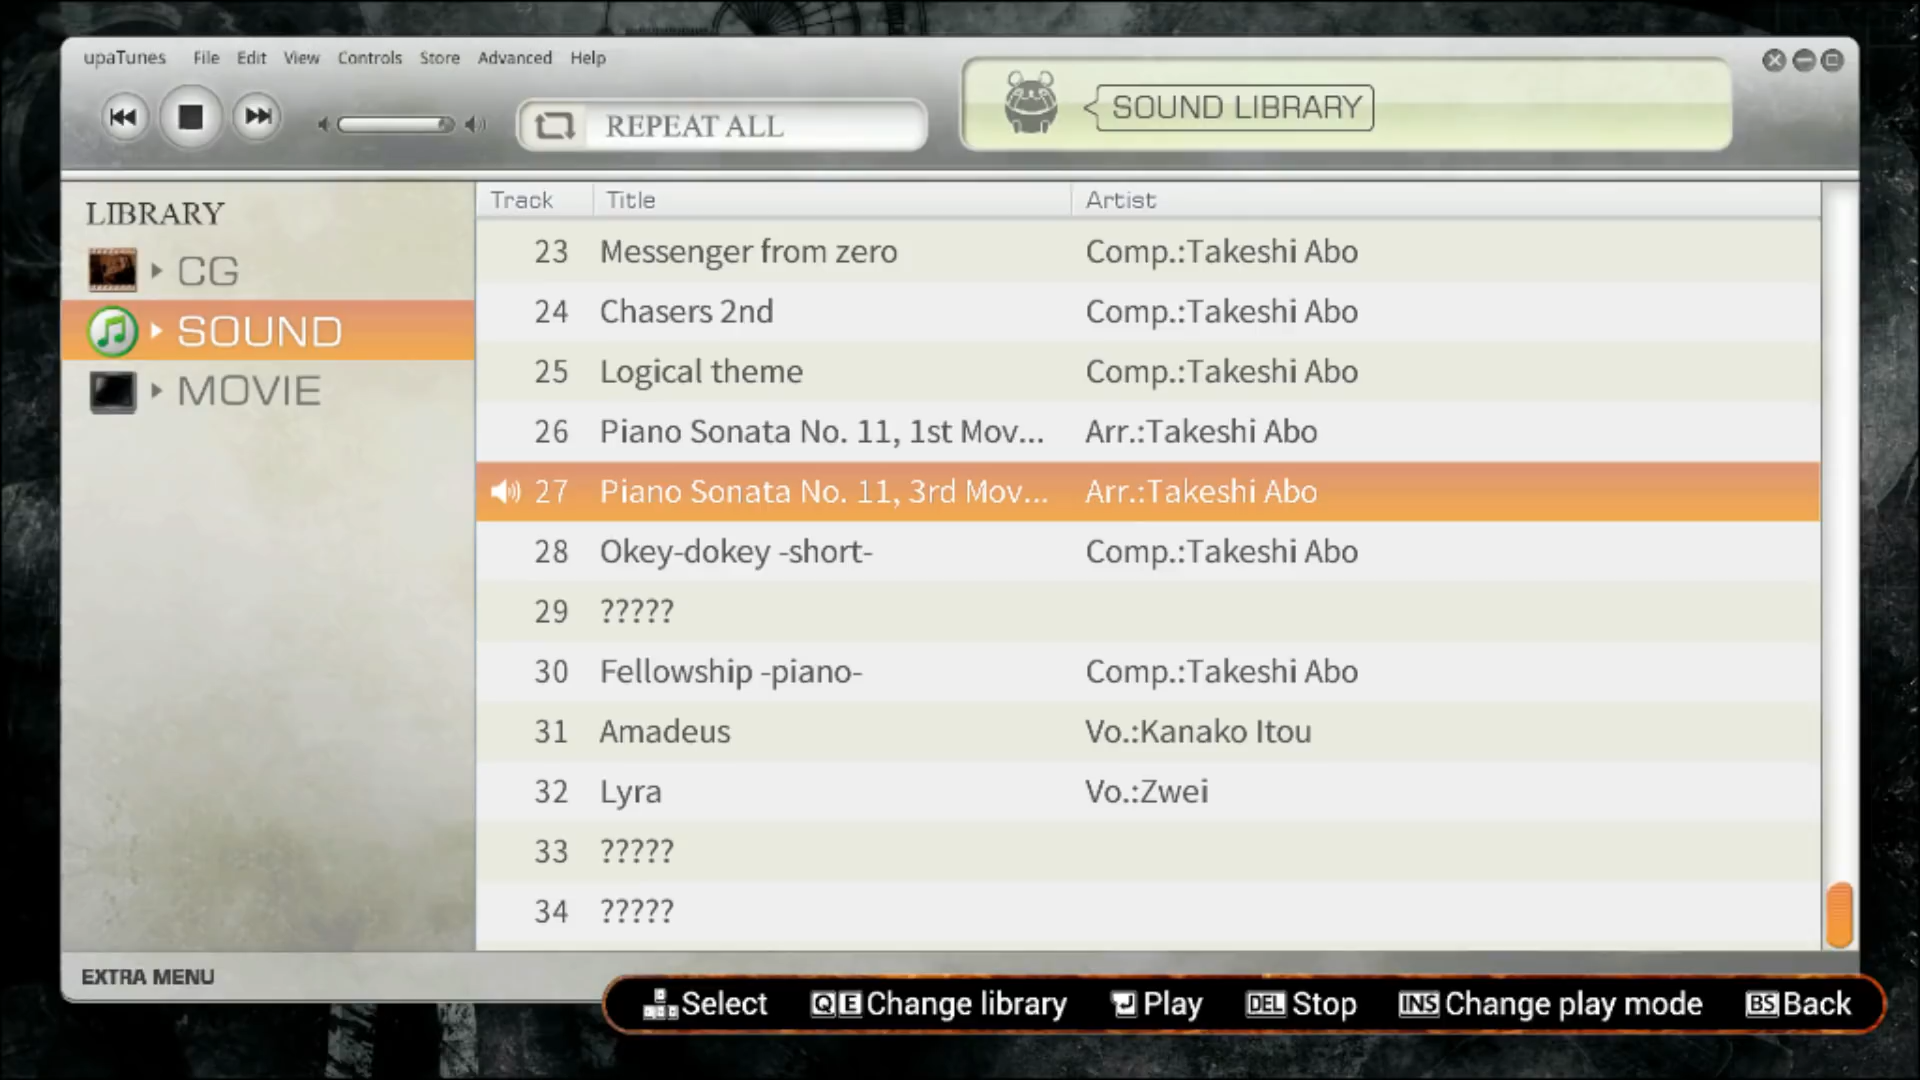 upaTunes File Edit View Controls Store Advanced Help
REPEAT ALL
SOUND LIBRARY
LIBRARY
CG
SOUND
MOVIE
Track Title Artist
23 Messenger from zero Comp.:Takeshi Abo
24 Chasers 2nd Comp.:Takeshi Abo
25 Logical theme Comp.:Takeshi Abo
26 Piano Sonata No. 11, 1st Mov... Arr.:Takeshi Abo
27 Piano Sonata No. 11, 3rd Mov... Arr.:Takeshi Abo
28 Okey-dokey -short- Comp.:Takeshi Abo
29 ?????
30 Fellowship -piano- Comp.:Takeshi Abo
31 Amadeus Vo.:Kanako Itou
32 Lyra Vo.:Zwei
33 ?????
34 ?????
EXTRA MENU
Select Q E Change library Play DEL Stop INS Change play mode BS Back